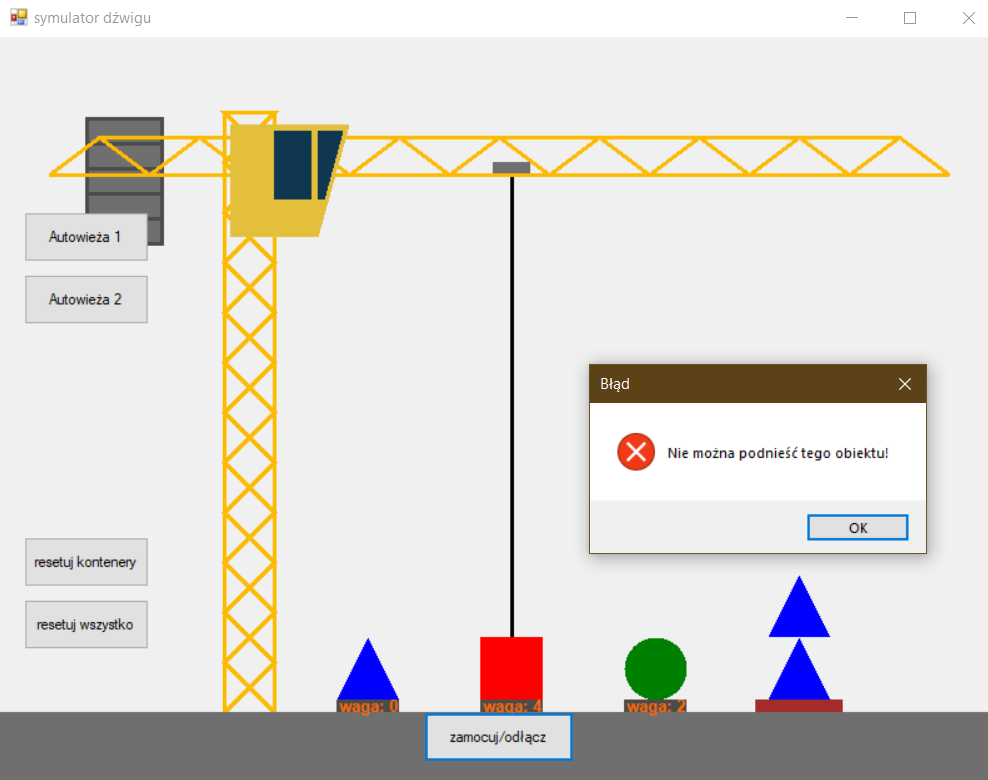 symulator dźwigu
Autowieża 1
Autowieża 2
Błąd
Nie można podnieść tego obiektu!
OK
resetuj kontenery
resetuj wszystko
waga: 0
waga: 4
waga: 2
zamocuj/odłącz